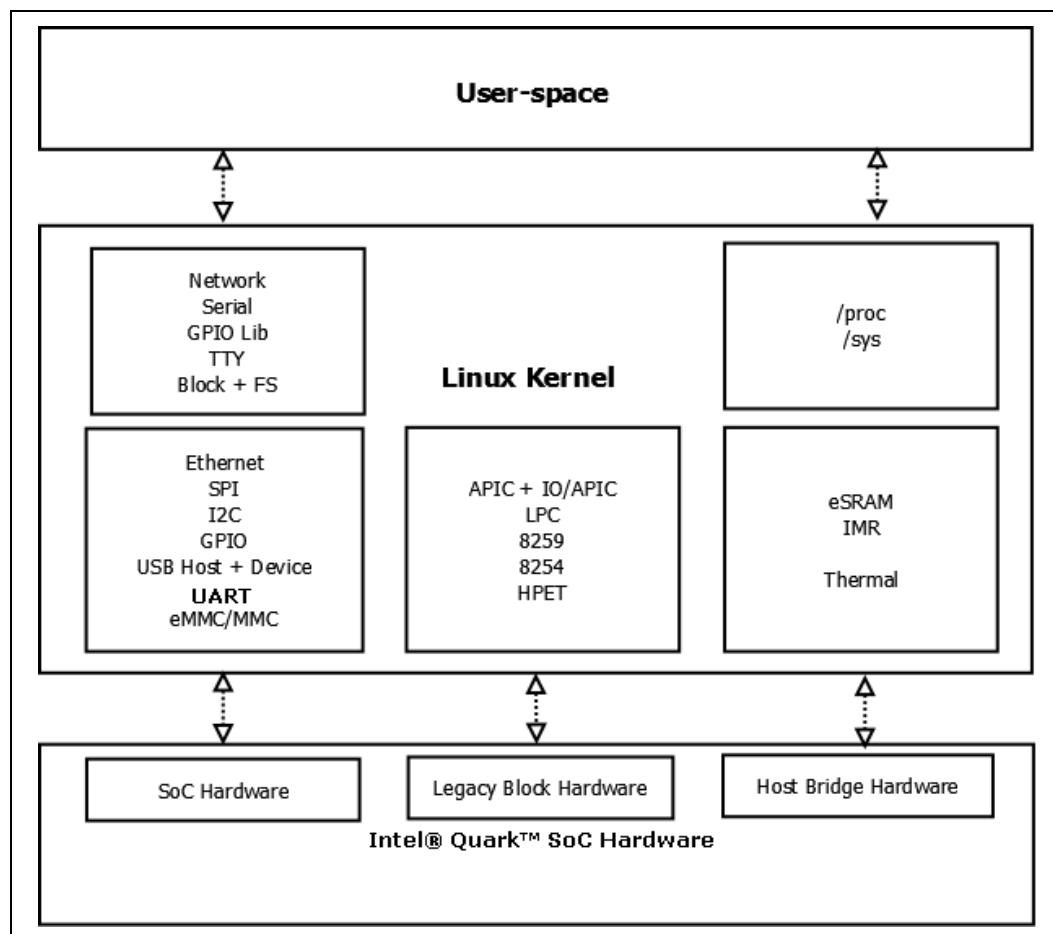 User-space
Network
Serial
GPIO Lib
TTY
Block + FS
/proc
/sys
Linux Kernel
Ethernet
SPI
I2C
GPIO
USB Host + Device
UART
eMMC/MMC
APIC + IO/APIC
LPC
8259
8254
HPET
eSRAM
IMR
Thermal
SoC Hardware
Legacy Block Hardware
Host Bridge Hardware
Intel® Quark™ SoC Hardware